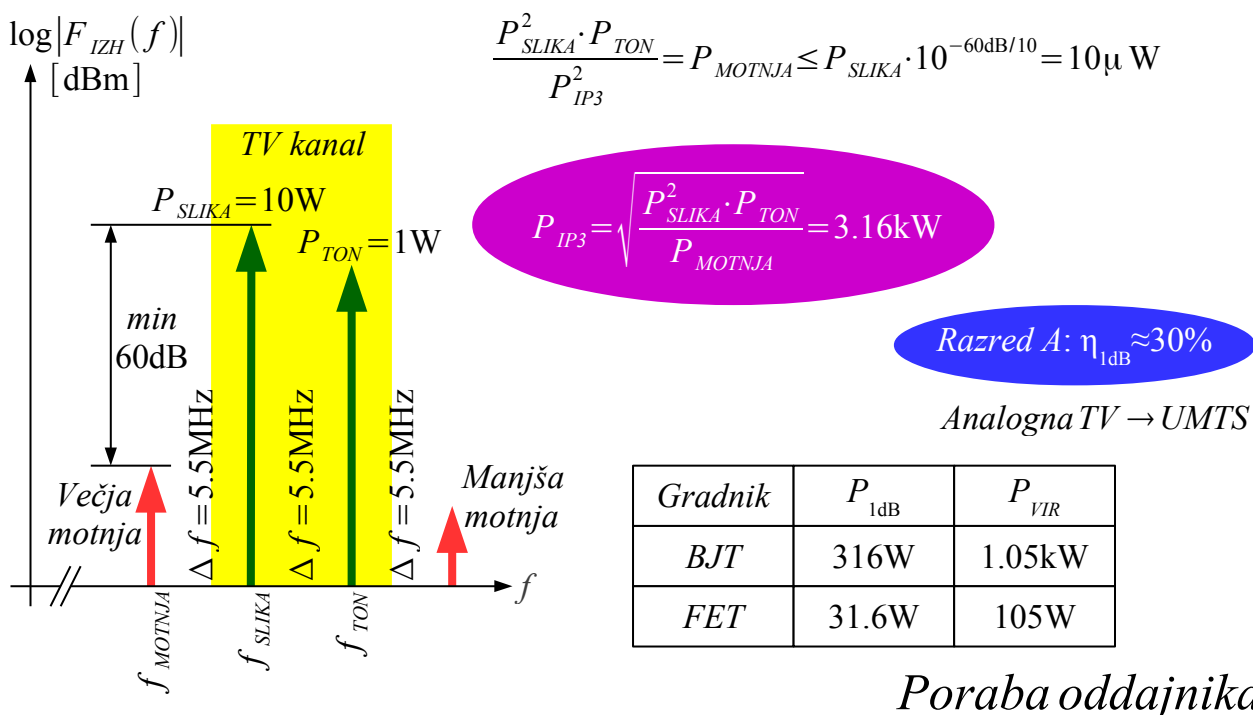 log|F_IZH(f)|
[dBm]
P²_SLIKA·P_TON / P²_IP3 = P_MOTNJA ≤ P_SLIKA·10^(−60dB/10) = 10μW
TV kanal
P_SLIKA=10W
P_TON=1W
P_IP3=√(P²_SLIKA·P_TON / P_MOTNJA)=3.16kW
min
60dB
Razred A: η_1dB≈30%
Analogna TV → UMTS
Večja
motnja
Δ f=5.5MHz
Δ f=5.5MHz
Δ f=5.5MHz
Manjša
motnja
f
f_MOTNJA
f_SLIKA
f_TON
Gradnik P_1dB P_VIR
BJT 316W 1.05kW
FET 31.6W 105W
Poraba oddajnika